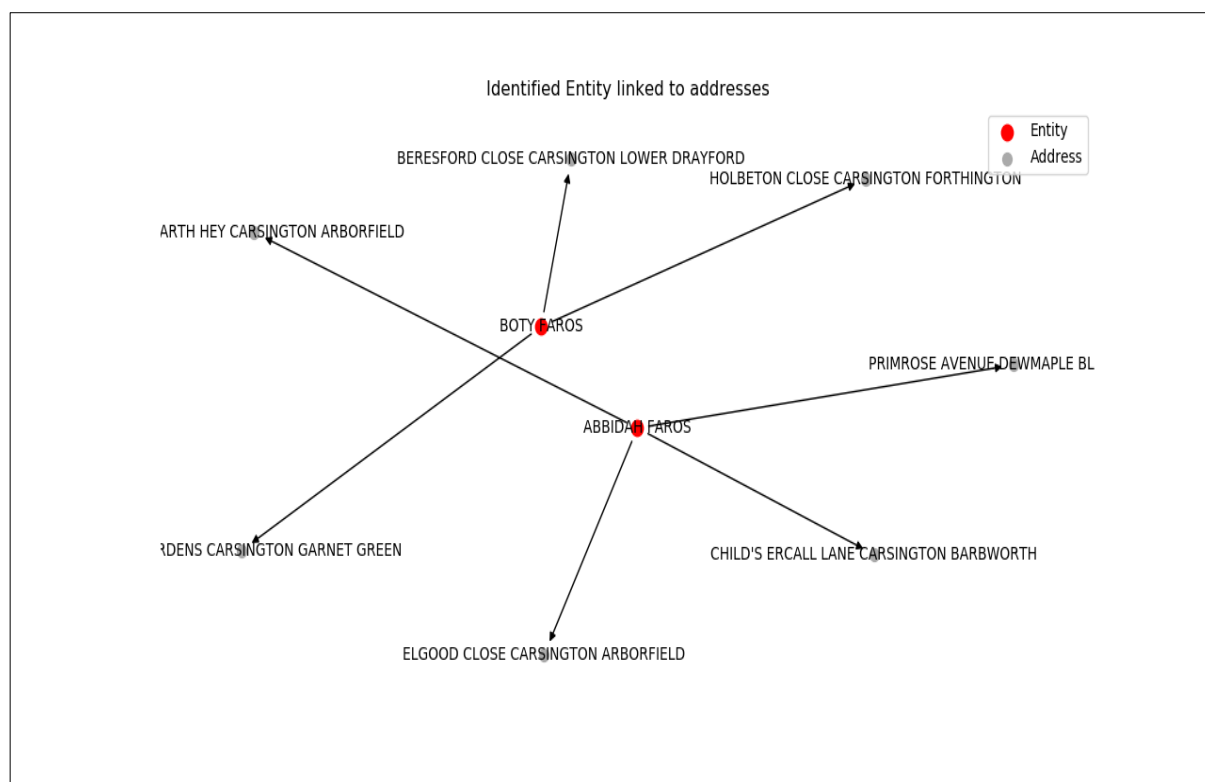 Identified Entity linked to addresses
Entity
Address
BERESFORD CLOSE CARSINGTON LOWER DRAYFORD
HOLBETON CLOSE CARSINGTON FORTHINGTON
ARTH HEY CARSINGTON ARBORFIELD
BOTY FAROS
PRIMROSE AVENUE DEWMAPLE BL
ABBIDAH FAROS
RDENS CARSINGTON GARNET GREEN
CHILD'S ERCALL LANE CARSINGTON BARBWORTH
ELGOOD CLOSE CARSINGTON ARBORFIELD